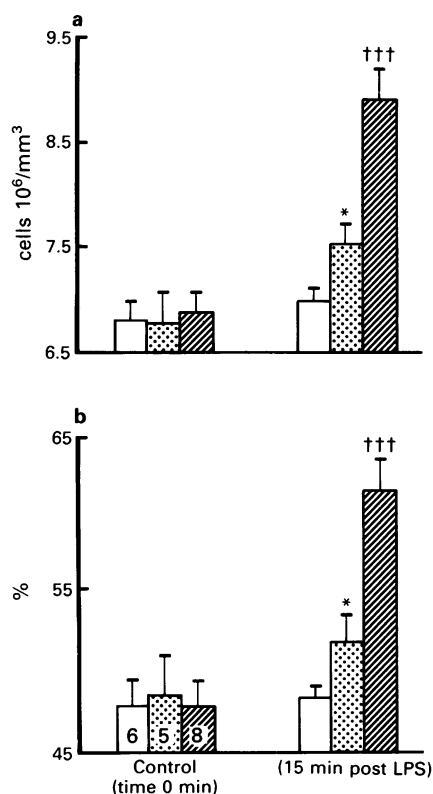 a
9.5
†††
8.5
cells 10⁶/mm³
*
7.5
6.5
b
65
†††
55
%
*
6 5 8
45
Control (15 min post LPS)
(time 0 min)